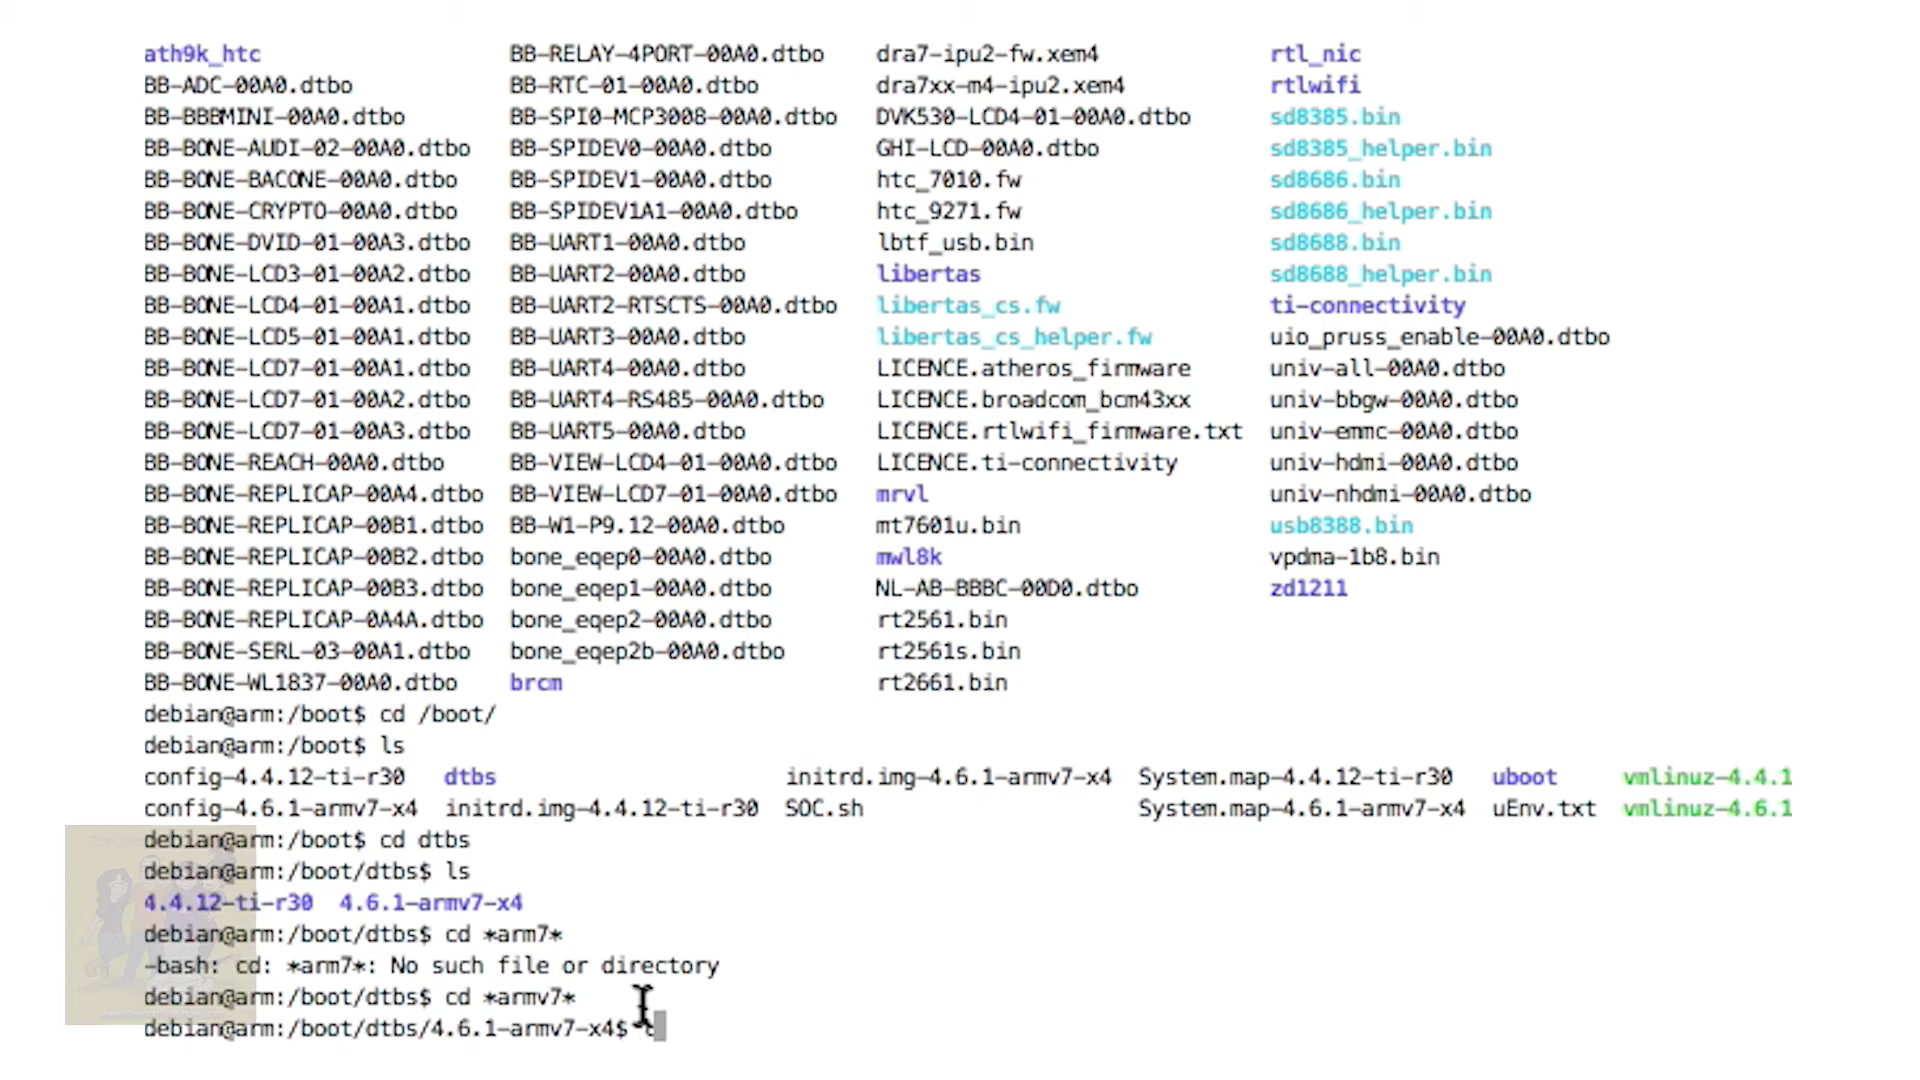 ath9k_htc BB-RELAY-4PORT-00A0.dtbo dra7-ipu2-fw.xem4 rtl_nic
BB-ADC-00A0.dtbo BB-RTC-01-00A0.dtbo dra7xx-m4-ipu2.xem4 rtlwifi
BB-BBBMINI-00A0.dtbo BB-SPI0-MCP3008-00A0.dtbo DVK530-LCD4-01-00A0.dtbo sd8385.bin
BB-BONE-AUDI-02-00A0.dtbo BB-SPIDEV0-00A0.dtbo GHI-LCD-00A0.dtbo sd8385_helper.bin
BB-BONE-BACONE-00A0.dtbo BB-SPIDEV1-00A0.dtbo htc_7010.fw sd8686.bin
BB-BONE-CRYPTO-00A0.dtbo BB-SPIDEV1A1-00A0.dtbo htc_9271.fw sd8686_helper.bin
BB-BONE-DVID-01-00A3.dtbo BB-UART1-00A0.dtbo lbtf_usb.bin sd8688.bin
BB-BONE-LCD3-01-00A2.dtbo BB-UART2-00A0.dtbo libertas sd8688_helper.bin
BB-BONE-LCD4-01-00A1.dtbo BB-UART2-RTSCTS-00A0.dtbo libertas_cs.fw ti-connectivity
BB-BONE-LCD5-01-00A1.dtbo BB-UART3-00A0.dtbo libertas_cs_helper.fw uio_pruss_enable-00A0.dtbo
BB-BONE-LCD7-01-00A1.dtbo BB-UART4-00A0.dtbo LICENCE.atheros_firmware univ-all-00A0.dtbo
BB-BONE-LCD7-01-00A2.dtbo BB-UART4-RS485-00A0.dtbo LICENCE.broadcom_bcm43xx univ-bbgw-00A0.dtbo
BB-BONE-LCD7-01-00A3.dtbo BB-UART5-00A0.dtbo LICENCE.rtlwifi_firmware.txt univ-emmc-00A0.dtbo
BB-BONE-REACH-00A0.dtbo BB-VIEW-LCD4-01-00A0.dtbo LICENCE.ti-connectivity univ-hdmi-00A0.dtbo
BB-BONE-REPLICAP-00A4.dtbo BB-VIEW-LCD7-01-00A0.dtbo mrvl univ-nhdmi-00A0.dtbo
BB-BONE-REPLICAP-00B1.dtbo BB-W1-P9.12-00A0.dtbo mt7601u.bin usb8388.bin
BB-BONE-REPLICAP-00B2.dtbo bone_eqep0-00A0.dtbo mwl8k vpdma-1b8.bin
BB-BONE-REPLICAP-00B3.dtbo bone_eqep1-00A0.dtbo NL-AB-BBBC-00D0.dtbo zd1211
BB-BONE-REPLICAP-0A4A.dtbo bone_eqep2-00A0.dtbo rt2561.bin
BB-BONE-SERL-03-00A1.dtbo bone_eqep2b-00A0.dtbo rt2561s.bin
BB-BONE-WL1837-00A0.dtbo brcm rt2661.bin
debian@arm:/boot$ cd /boot/
debian@arm:/boot$ ls
config-4.4.12-ti-r30 dtbs initrd.img-4.6.1-armv7-x4 System.map-4.4.12-ti-r30 uboot vmlinuz-4.4.1
config-4.6.1-armv7-x4 initrd.img-4.4.12-ti-r30 SOC.sh System.map-4.6.1-armv7-x4 uEnv.txt vmlinuz-4.6.1
debian@arm:/boot$ cd dtbs
debian@arm:/boot/dtbs$ ls
4.4.12-ti-r30 4.6.1-armv7-x4
debian@arm:/boot/dtbs$ cd *arm7*
-bash: cd: *arm7*: No such file or directory
debian@arm:/boot/dtbs$ cd *armv7*
debian@arm:/boot/dtbs/4.6.1-armv7-x4$